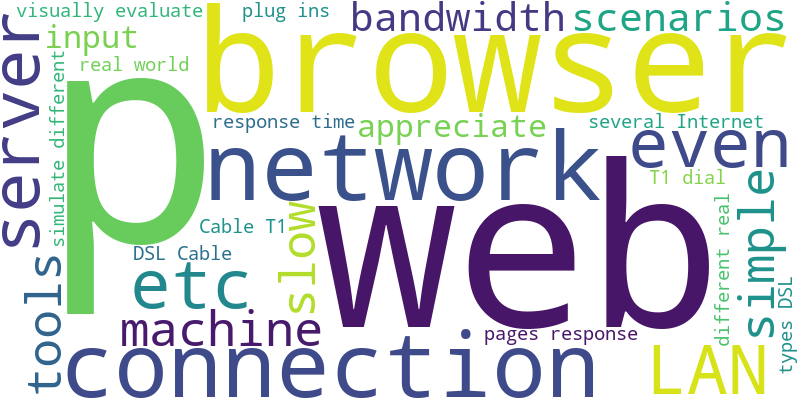 visually evaluate
plug ins
bandwidth
scenarios
input
browser
server
real world
simulate different
p
response time
appreciate
several Internet
network
even
T1 dial
web
simple
slow
Cable T1
DSL Cable
etc
tools
different real
types DSL
machine
pages response
connection
LAN